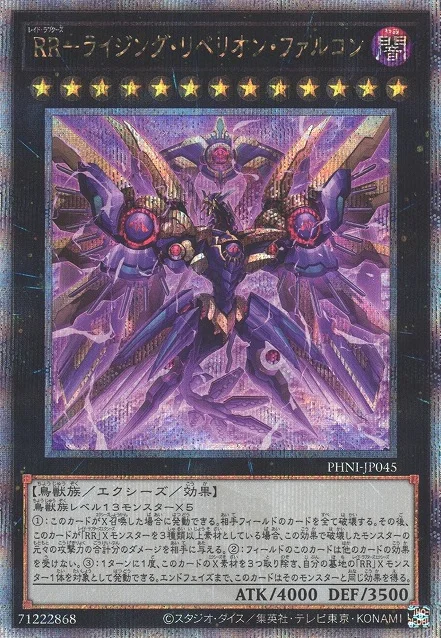 レイド・ラプターズ
RR－ライジング・リベリオン・ファルコン
闇
PHNI-JP045
【鳥獣族／エクシーズ／効果】
鳥獣族レベル１３モンスター×５
①：このカードがX召喚した場合に発動できる。相手フィールドのカードを全て破壊する。その後、
このカードが「RR」Xモンスターを３種類以上素材としている場合、この効果で破壊したモンスターの
元々の攻撃力の合計分のダメージを相手に与える。②：フィールドのこのカードは他のカードの効果
を受けない。③：１ターンに１度、このカードのX素材を３つ取り除き、自分の墓地の「RR」Xモンス
ター１体を対象として発動できる。エンドフェイズまで、このカードはそのモンスターと同じ効果を得る。
ATK/4000 DEF/3500
71222868
©スタジオ・ダイス／集英社・テレビ東京・KONAMI